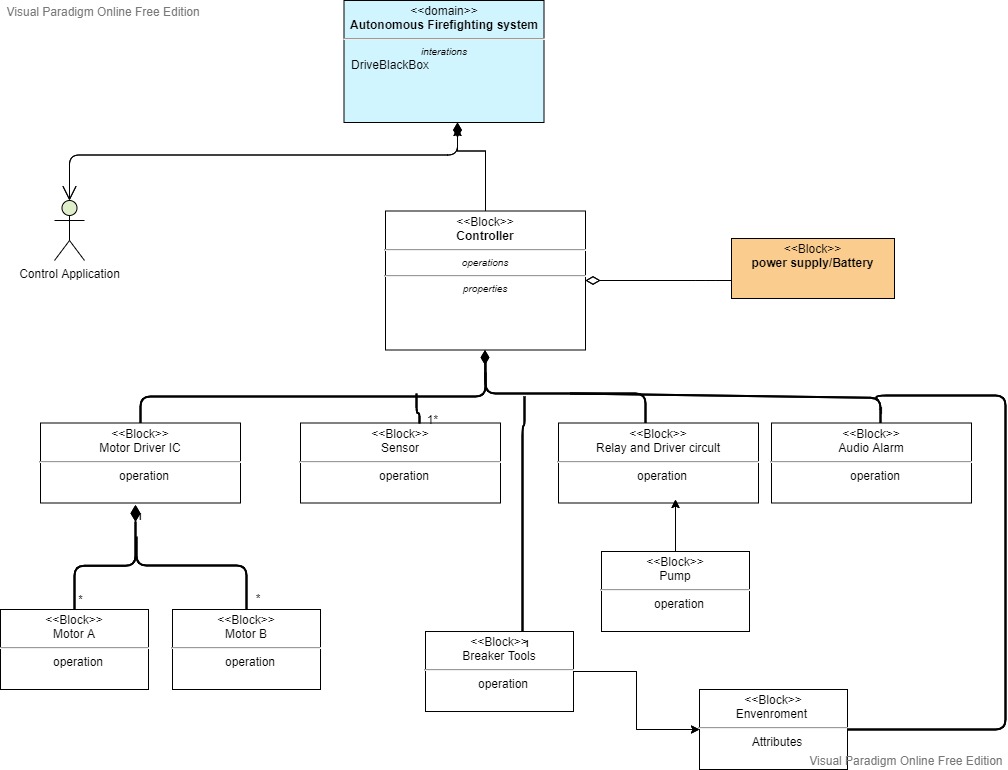 Visual Paradigm Online Free Edition
<<domain>>
Autonomous Firefighting system
interations
DriveBlackBox
Control Application
<<Block>>
Controller
operations
properties
<<Block>>
power supply/Battery
1*
<<Block>>
Motor Driver IC
operation
<<Block>>
Sensor
operation
<<Block>>
Relay and Driver circult
operation
<<Block>>
Audio Alarm
operation
1
<<Block>>
Pump
operation
*
*
<<Block>>
Motor A
operation
<<Block>>
Motor B
operation
<<Block>>
1
Breaker Tools
operation
<<Block>>
Envenroment
Attributes
Visual Paradigm Online Free Edition